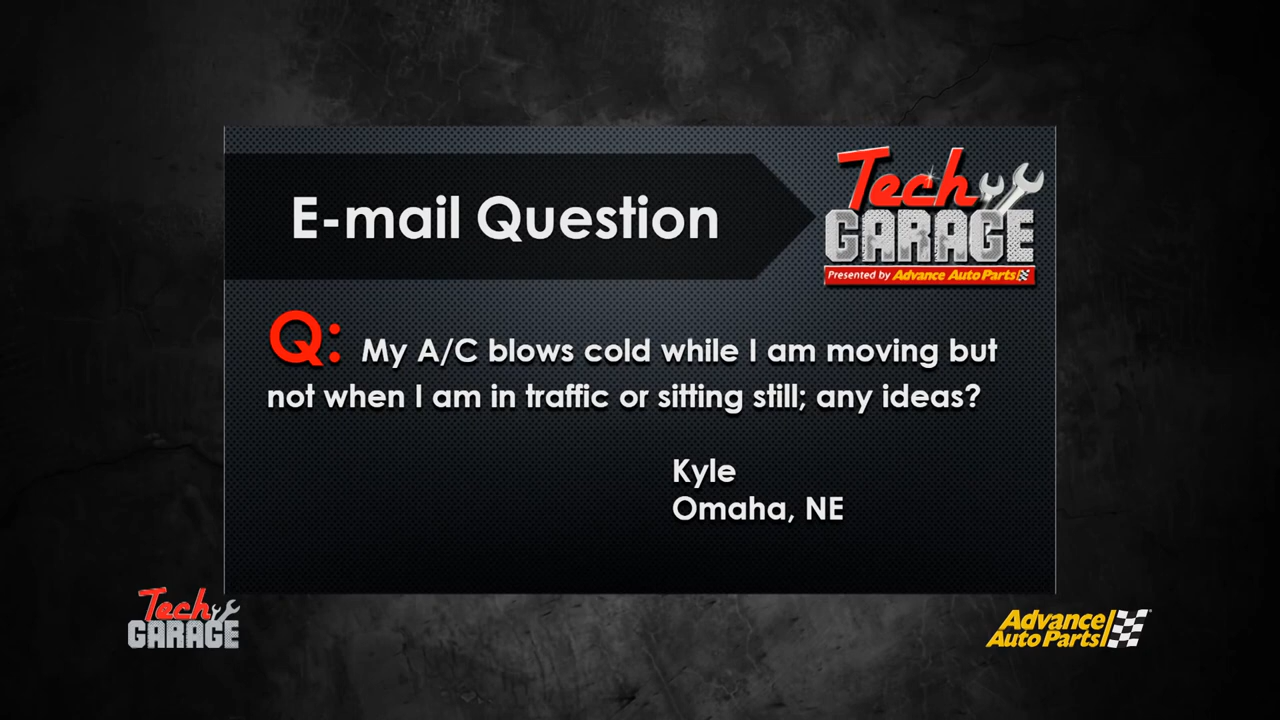 E-mail Question
Tech
GARAGE
Presented by Advance Auto Parts
Q: My A/C blows cold while I am moving but
not when I am in traffic or sitting still; any ideas?
Kyle
Omaha, NE
Tech
GARAGE
Advance
Auto Parts